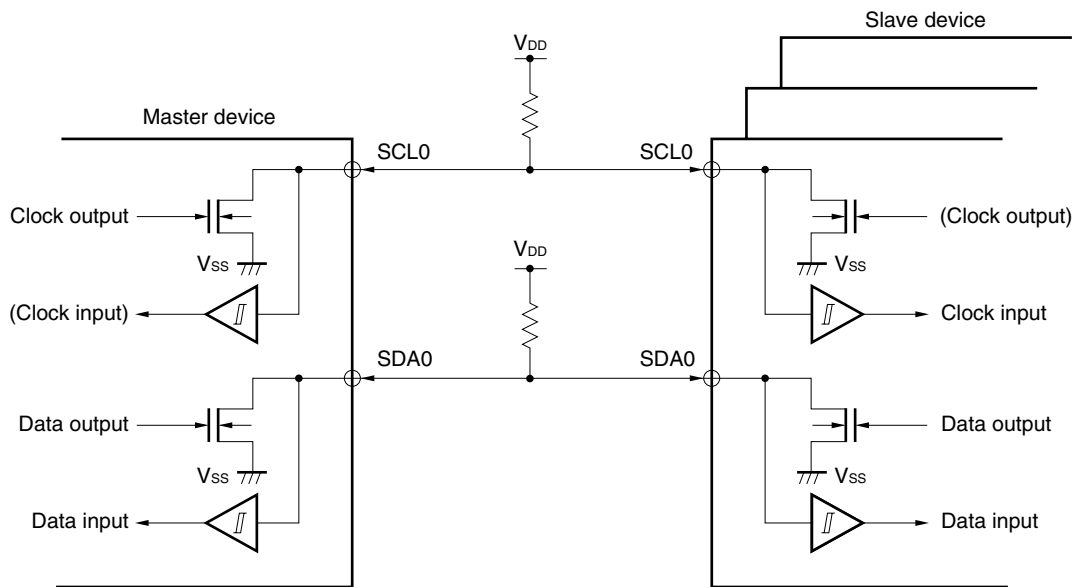 Slave device
VDD
Master device
SCL0
SCL0
Clock output
(Clock output)
VSS
VDD
VSS
(Clock input)
Clock input
SDA0
SDA0
Data output
Data output
VSS
VSS
Data input
Data input